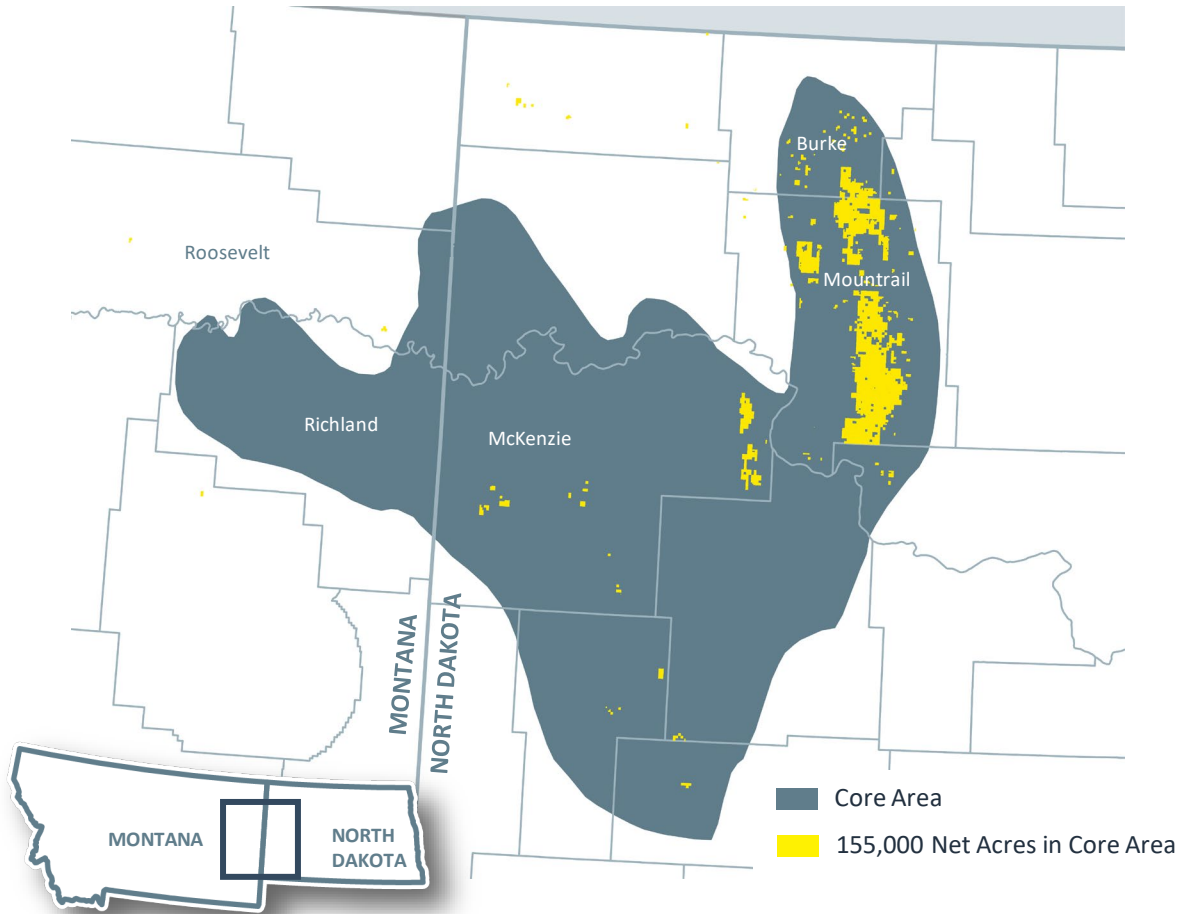 Burke
Roosevelt
Mountrail
Richland
McKenzie
MONTANA
NORTH DAKOTA
MONTANA
NORTH
DAKOTA
Core Area
155,000 Net Acres in Core Area